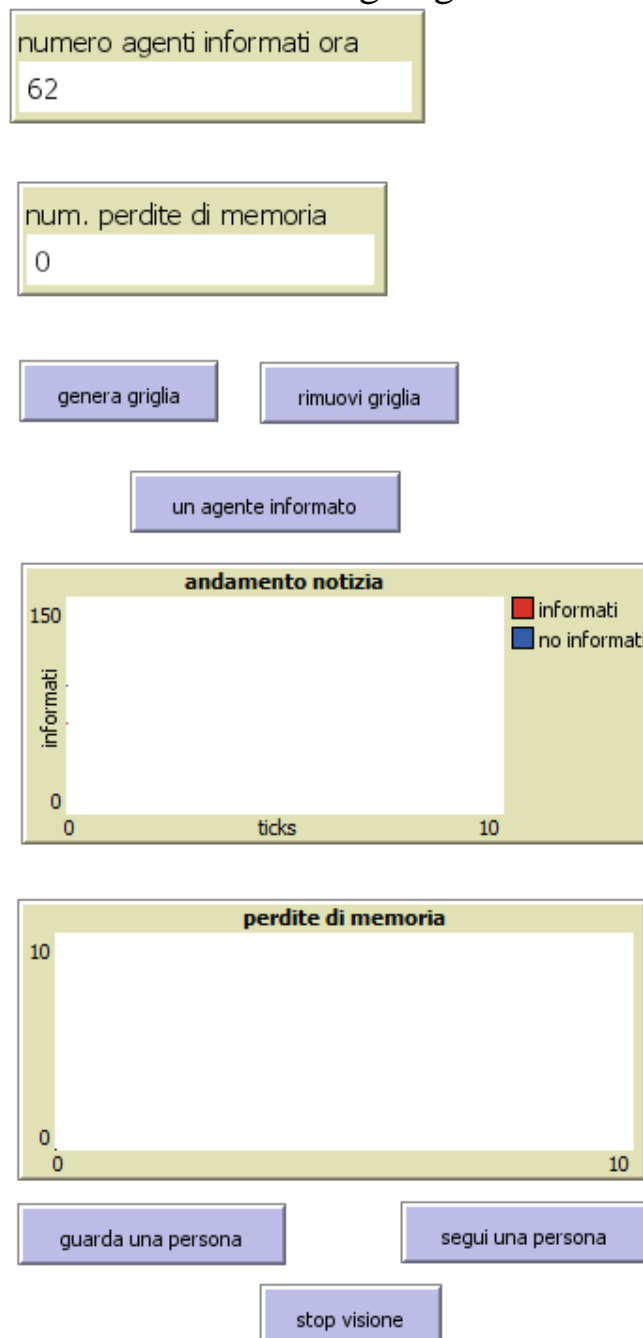 numero agenti informati ora
62
num. perdite di memoria
0
genera griglia
rimuovi griglia
un agente informato
andamento notizia
150
informati
0
0
ticks
10
informati
no informat
perdite di memoria
10
0
0
10
guarda una persona
segui una persona
stop visione